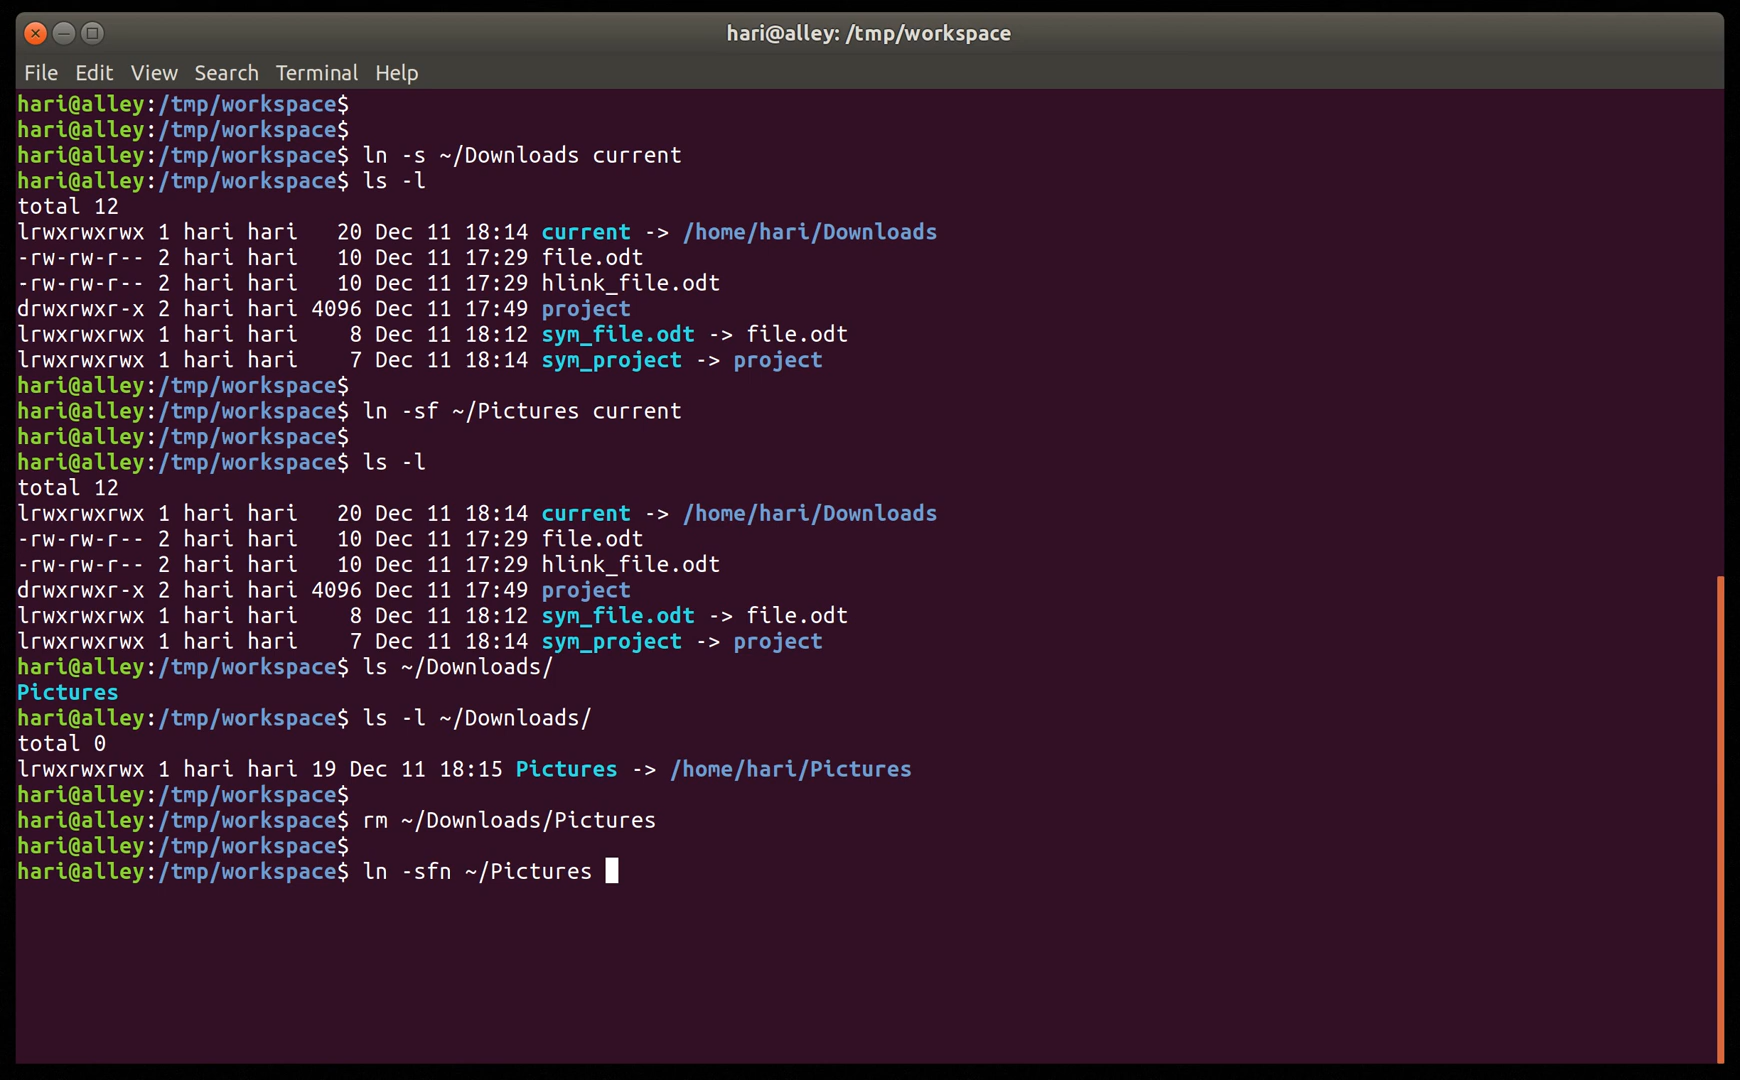 hari@alley: /tmp/workspace
File Edit View Search Terminal Help
hari@alley:/tmp/workspace$
hari@alley:/tmp/workspace$
hari@alley:/tmp/workspace$ ln -s ~/Downloads current
hari@alley:/tmp/workspace$ ls -l
total 12
lrwxrwxrwx 1 hari hari   20 Dec 11 18:14 current -> /home/hari/Downloads
-rw-rw-r-- 2 hari hari   10 Dec 11 17:29 file.odt
-rw-rw-r-- 2 hari hari   10 Dec 11 17:29 hlink_file.odt
drwxrwxr-x 2 hari hari 4096 Dec 11 17:49 project
lrwxrwxrwx 1 hari hari    8 Dec 11 18:12 sym_file.odt -> file.odt
lrwxrwxrwx 1 hari hari    7 Dec 11 18:14 sym_project -> project
hari@alley:/tmp/workspace$
hari@alley:/tmp/workspace$ ln -sf ~/Pictures current
hari@alley:/tmp/workspace$
hari@alley:/tmp/workspace$ ls -l
total 12
lrwxrwxrwx 1 hari hari   20 Dec 11 18:14 current -> /home/hari/Downloads
-rw-rw-r-- 2 hari hari   10 Dec 11 17:29 file.odt
-rw-rw-r-- 2 hari hari   10 Dec 11 17:29 hlink_file.odt
drwxrwxr-x 2 hari hari 4096 Dec 11 17:49 project
lrwxrwxrwx 1 hari hari    8 Dec 11 18:12 sym_file.odt -> file.odt
lrwxrwxrwx 1 hari hari    7 Dec 11 18:14 sym_project -> project
hari@alley:/tmp/workspace$ ls ~/Downloads/
Pictures
hari@alley:/tmp/workspace$ ls -l ~/Downloads/
total 0
lrwxrwxrwx 1 hari hari 19 Dec 11 18:15 Pictures -> /home/hari/Pictures
hari@alley:/tmp/workspace$
hari@alley:/tmp/workspace$ rm ~/Downloads/Pictures
hari@alley:/tmp/workspace$
hari@alley:/tmp/workspace$ ln -sfn ~/Pictures